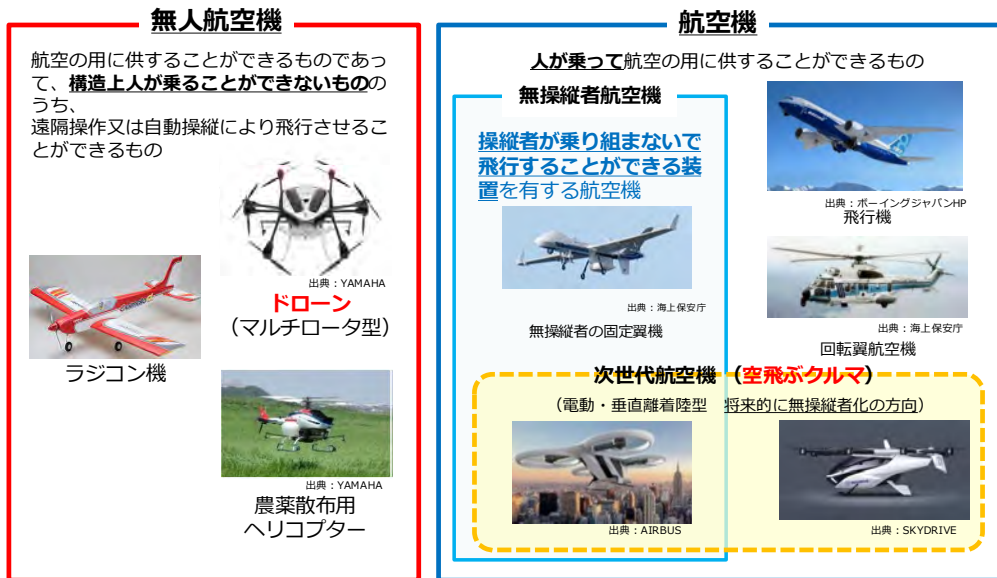 無人航空機
航空の用に供することができるものであっ
て、構造上人が乗ることができないものの
うち、
遠隔操作又は自動操縦により飛行させるこ
とができるもの
出典：YAMAHA
ドローン
（マルチロータ型）
ラジコン機
出典：YAMAHA
農薬散布用
ヘリコプター
航空機
人が乗って航空の用に供することができるもの
無操縦者航空機
操縦者が乗り組まないで
飛行することができる装
置を有する航空機
出典：海上保安庁
無操縦者の固定翼機
出典：ボーイングジャパンHP
飛行機
出典：海上保安庁
回転翼航空機
次世代航空機（空飛ぶクルマ）
（電動・垂直離着陸型　将来的に無操縦者化の方向）
出典：AIRBUS
出典：SKYDRIVE